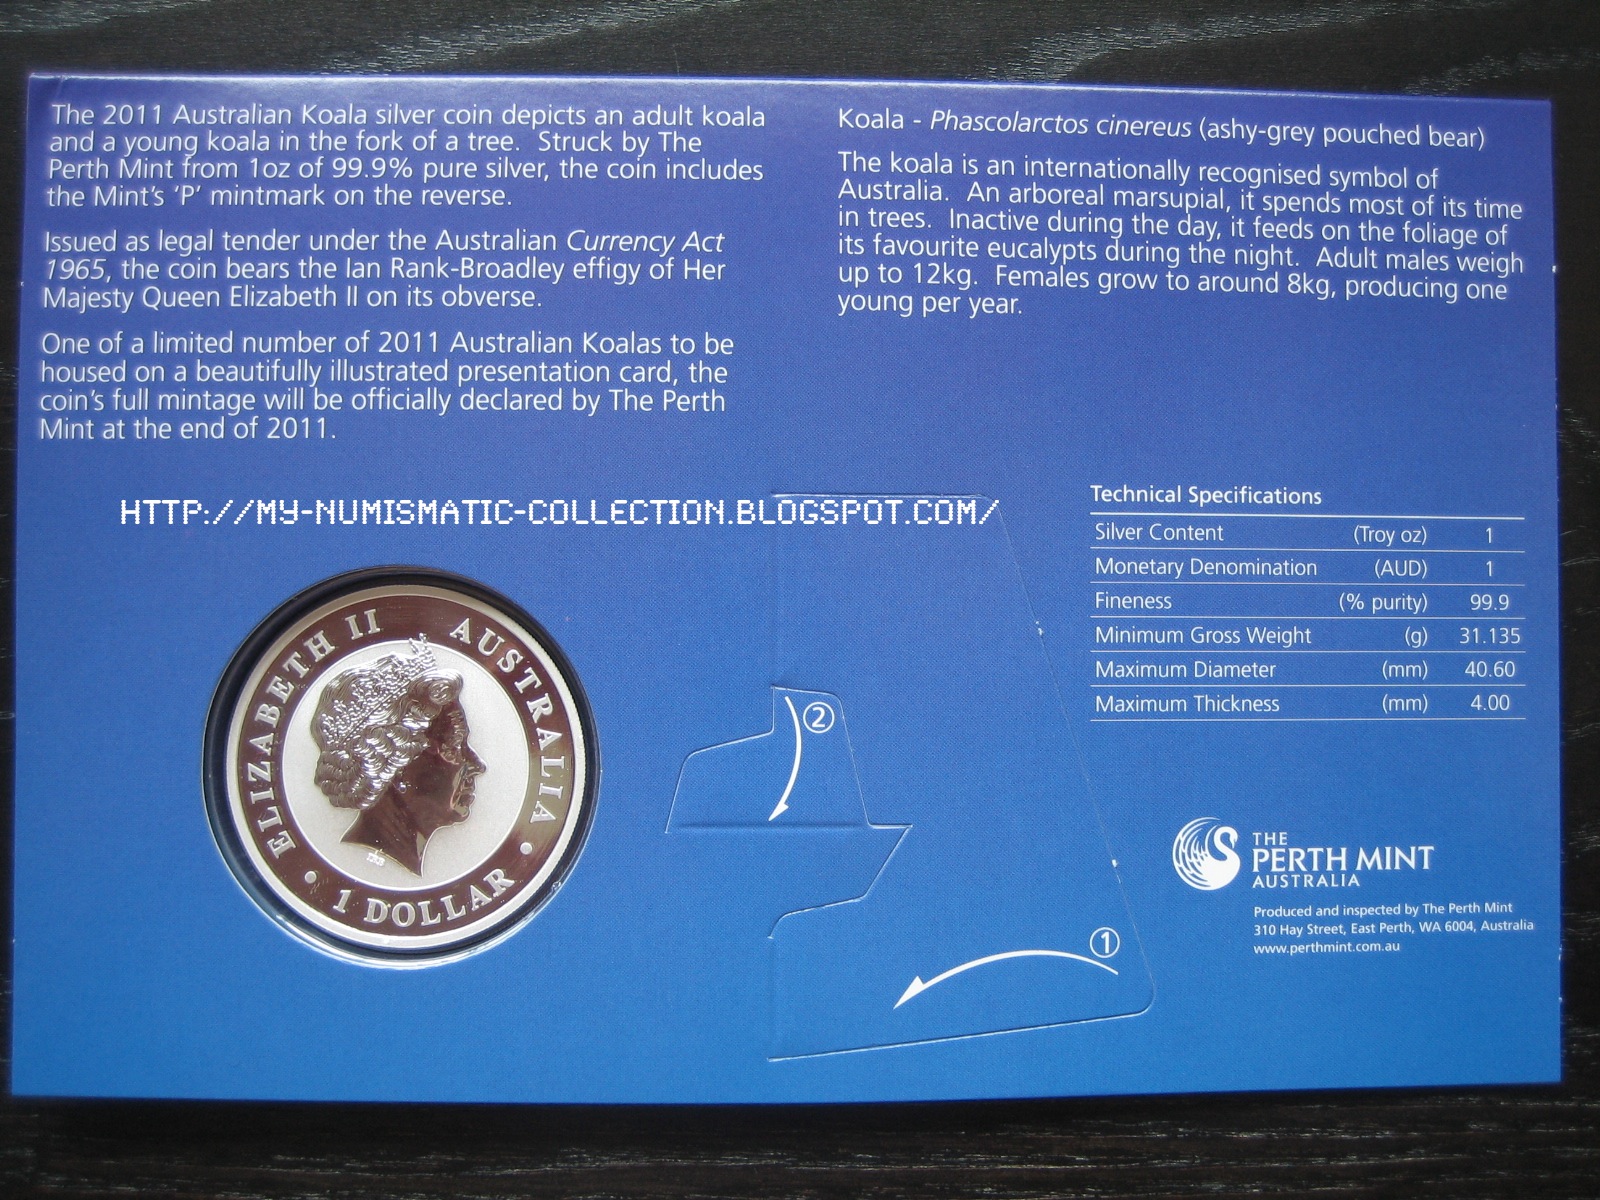 The 2011 Australian Koala silver coin depicts an adult koala
and a young koala in the fork of a tree. Struck by The
Perth Mint from 1oz of 99.9% pure silver, the coin includes
the Mint's 'P' mintmark on the reverse.
Issued as legal tender under the Australian Currency Act
1965, the coin bears the Ian Rank-Broadley effigy of Her
Majesty Queen Elizabeth II on its obverse.
One of a limited number of 2011 Australian Koalas to be
housed on a beautifully illustrated presentation card, the
coin's full mintage will be officially declared by The Perth
Mint at the end of 2011.
Koala - Phascolarctos cinereus (ashy-grey pouched bear)
The koala is an internationally recognised symbol of
Australia. An arboreal marsupial, it spends most of its time
in trees. Inactive during the day, it feeds on the foliage of
its favourite eucalypts during the night. Adult males weigh
up to 12kg. Females grow to around 8kg, producing one
young per year.
HTTP://MY-NUMISMATIC-COLLECTION.BLOGSPOT.COM/
Technical Specifications
Silver Content (Troy oz) 1
Monetary Denomination (AUD) 1
Fineness (% purity) 99.9
Minimum Gross Weight (g) 31.135
Maximum Diameter (mm) 40.60
Maximum Thickness (mm) 4.00
ELIZABETH II AUSTRALIA
1 DOLLAR
IRB
2
1
THE
PERTH MINT
AUSTRALIA
Produced and inspected by The Perth Mint
310 Hay Street, East Perth, WA 6004, Australia
www.perthmint.com.au